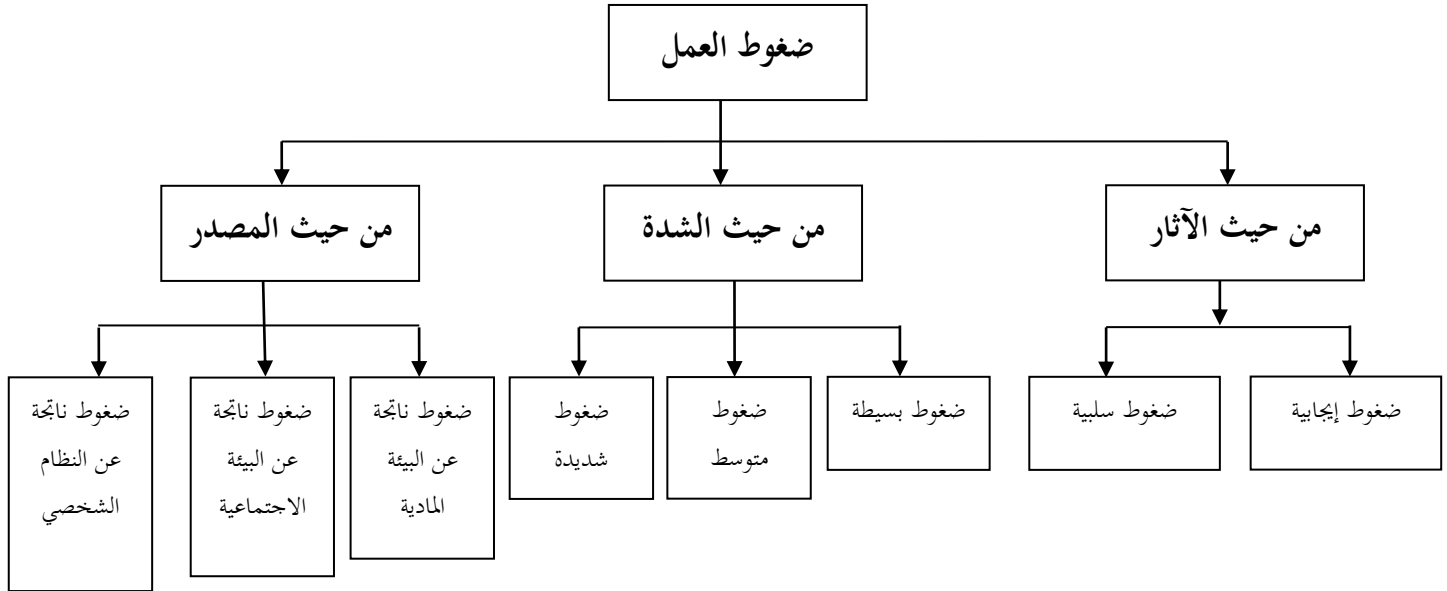 ضغوط العمل
من حيث الآثار
من حيث الشدة
من حيث المصدر
ضغوط إيجابية
ضغوط سلبية
ضغوط بسيطة
ضغوط
متوسط
ضغوط
شديدة
ضغوط ناتجة
عن البيئة
المادية
ضغوط ناتجة
عن البيئة
الاجتماعية
ضغوط ناتجة
عن النظام
الشخصي